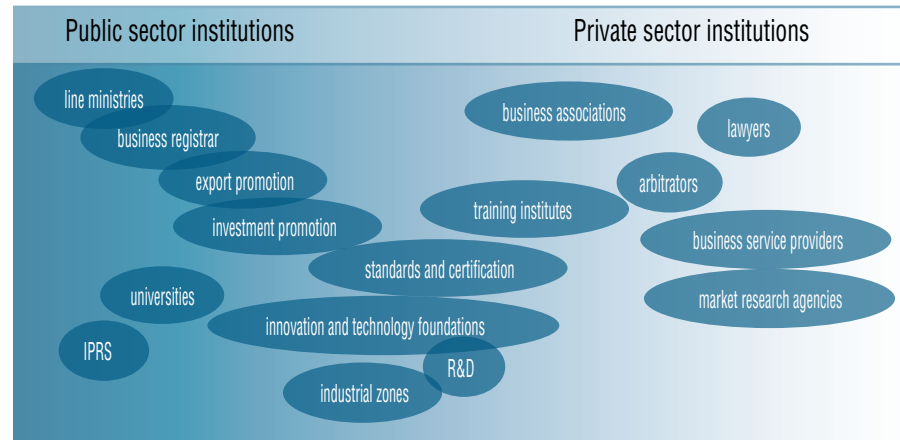 Public sector institutions
Private sector institutions
line ministries
business registrar
export promotion
investment promotion
universities
IPRS
business associations
lawyers
arbitrators
training institutes
business service providers
standards and certification
market research agencies
innovation and technology foundations
R&D
industrial zones